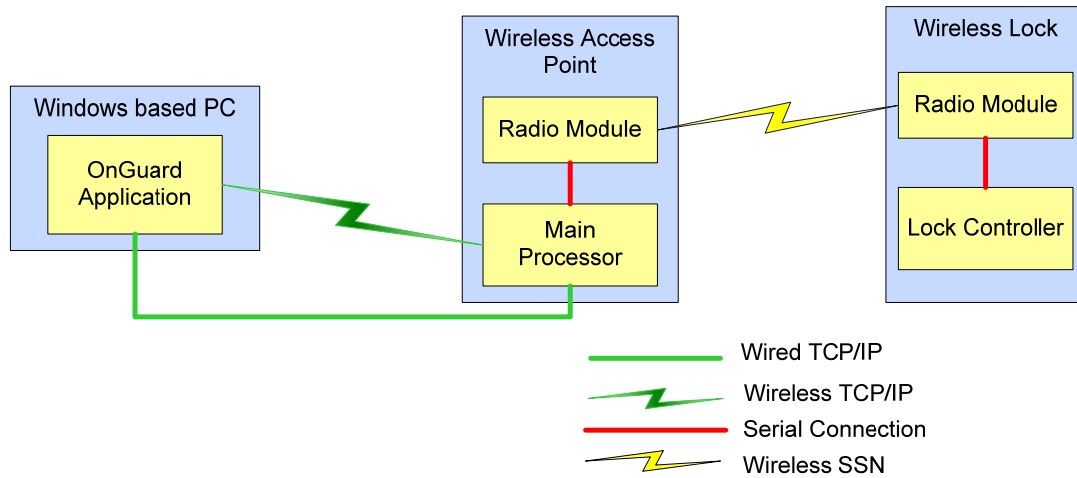 Windows based PC
OnGuard
Application
Wireless Access
Point
Radio Module
Main
Processor
Wireless Lock
Radio Module
Lock Controller
Wired TCP/IP
Wireless TCP/IP
Serial Connection
Wireless SSN